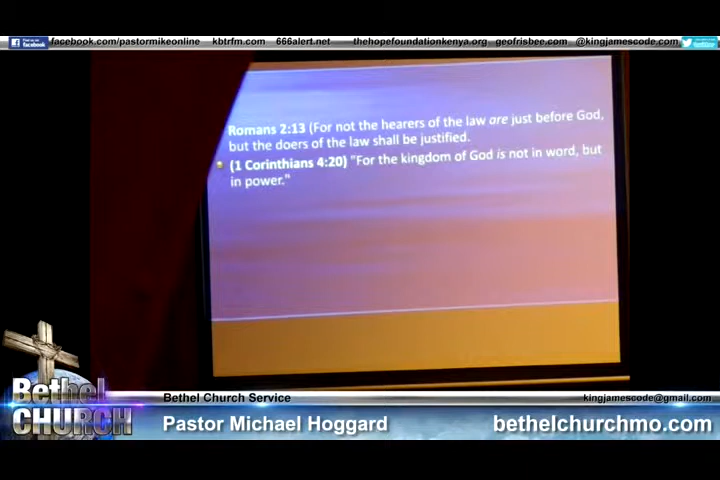 facebook.com/pastormikeonline kbtrfm.com 666alert.net thehopefoundationkenya.org geofrisbee.com @kingjamescode.com
Romans 2:13 (For not the hearers of the law are just before God,
but the doers of the law shall be justified.
(1 Corinthians 4:20) "For the kingdom of God is not in word, but
in power."
Bethel Church Service kingjamescode@gmail.com
Bethel
CHURCH
Pastor Michael Hoggard bethelchurchmo.com